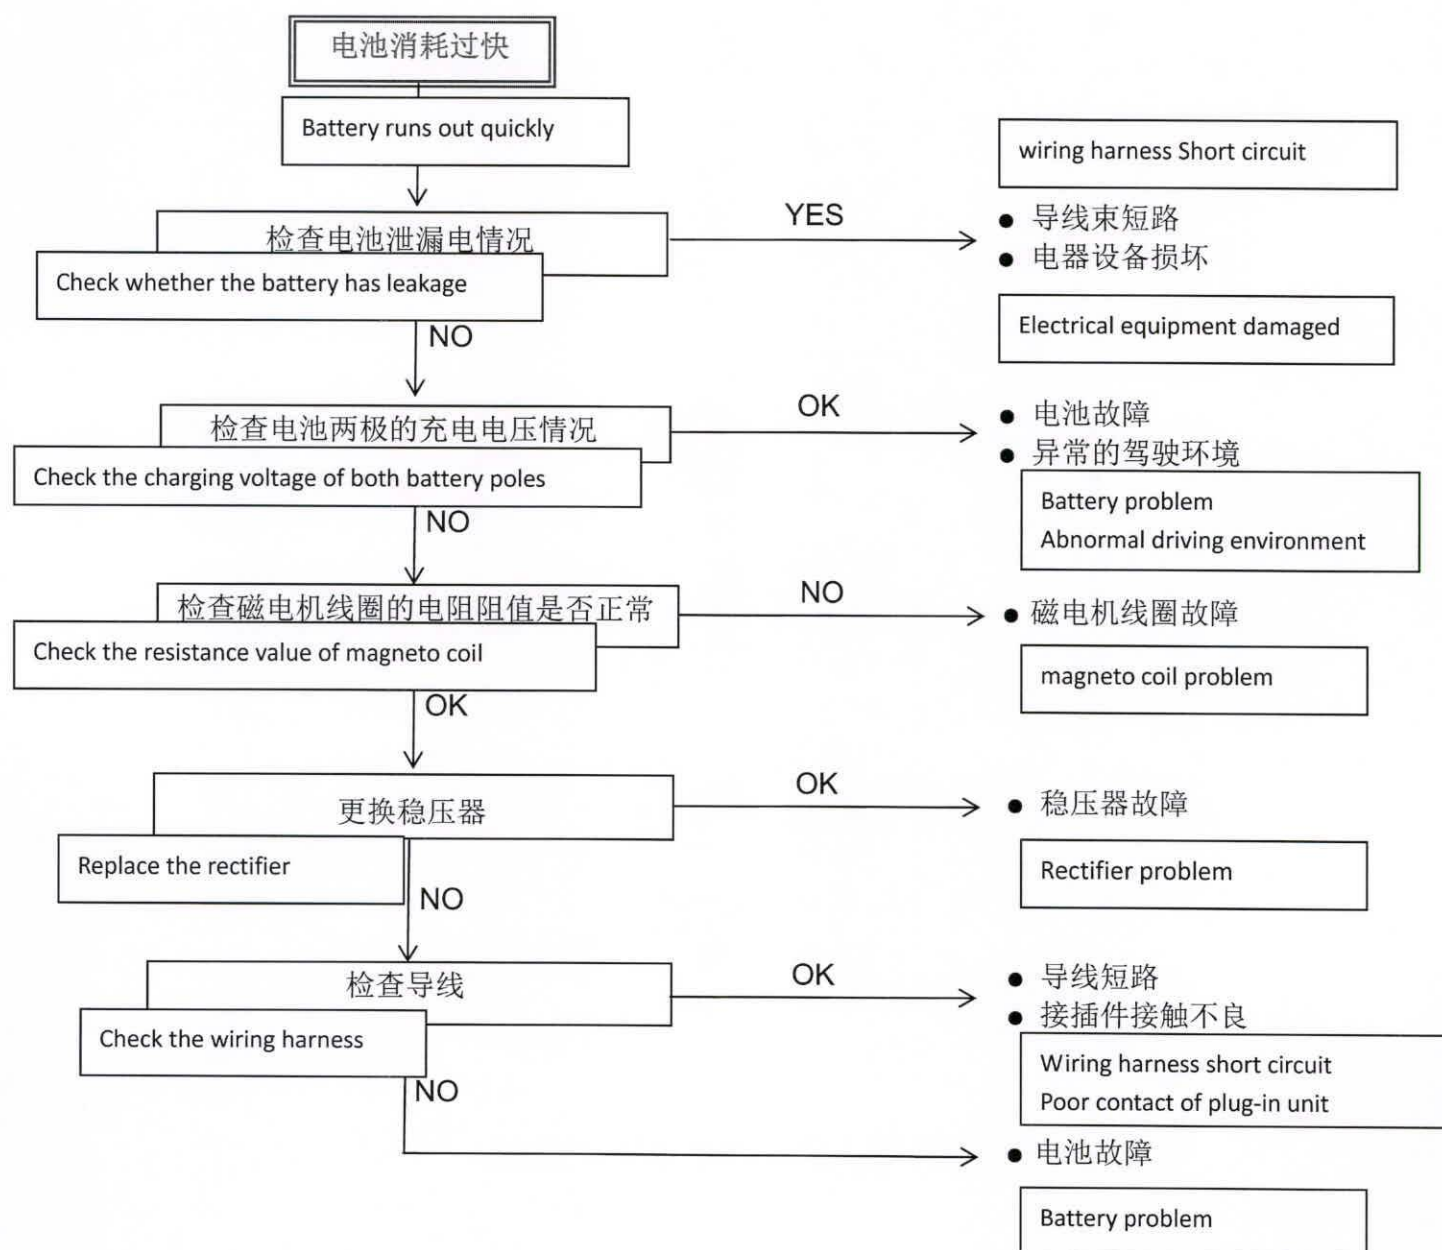 电池消耗过快
Battery runs out quickly
wiring harness Short circuit
检查电池泄漏电情况
YES
导线束短路
电器设备损坏
Check whether the battery has leakage
NO
Electrical equipment damaged
检查电池两极的充电电压情况
OK
电池故障
异常的驾驶环境
Check the charging voltage of both battery poles
NO
Battery problem
Abnormal driving environment
检查磁电机线圈的电阻阻值是否正常
NO
磁电机线圈故障
Check the resistance value of magneto coil
OK
magneto coil problem
更换稳压器
OK
稳压器故障
Replace the rectifier
NO
Rectifier problem
检查导线
OK
导线短路
接插件接触不良
Check the wiring harness
NO
Wiring harness short circuit
Poor contact of plug-in unit
电池故障
Battery problem